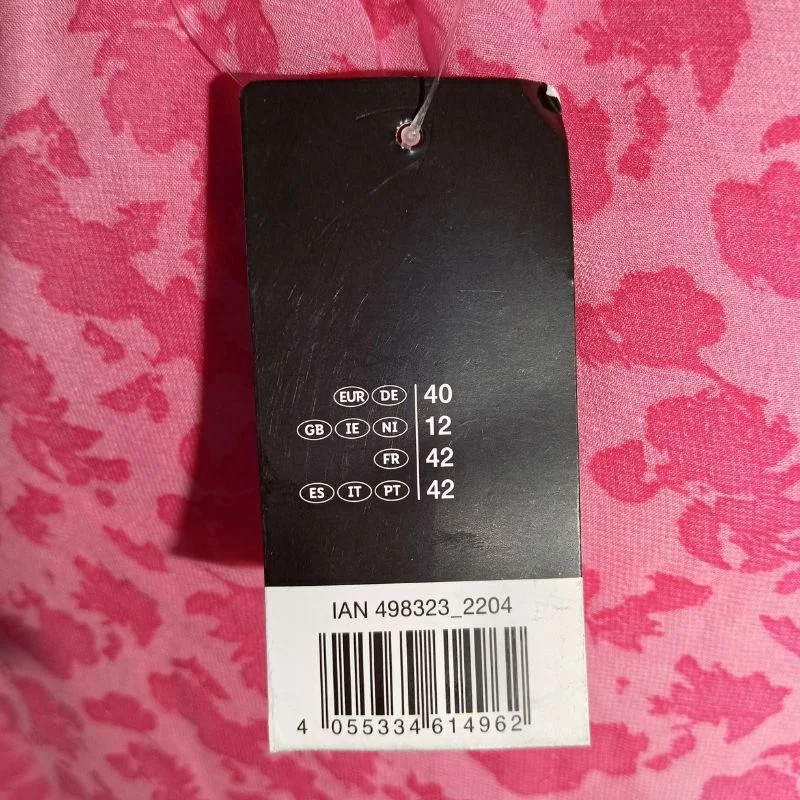 EUR DE 40
GB IE NI 12
FR 42
ES IT PT 42
IAN 498323_2204
4 055334 614962